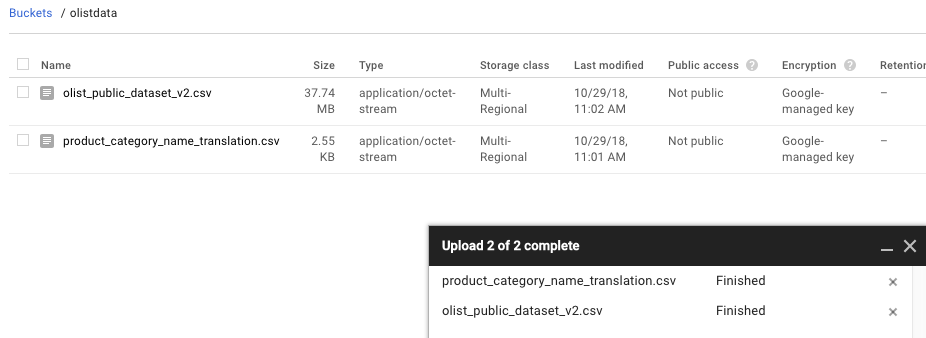 Buckets / olistdata
Name Size Type Storage class Last modified Public access Encryption Retention
olist_public_dataset_v2.csv 37.74 application/octet- Multi- 10/29/18, Not public Google- –
MB stream Regional 11:02 AM managed key
product_category_name_translation.csv 2.55 application/octet- Multi- 10/29/18, Not public Google- –
KB stream Regional 11:01 AM managed key
Upload 2 of 2 complete
product_category_name_translation.csv Finished
olist_public_dataset_v2.csv Finished